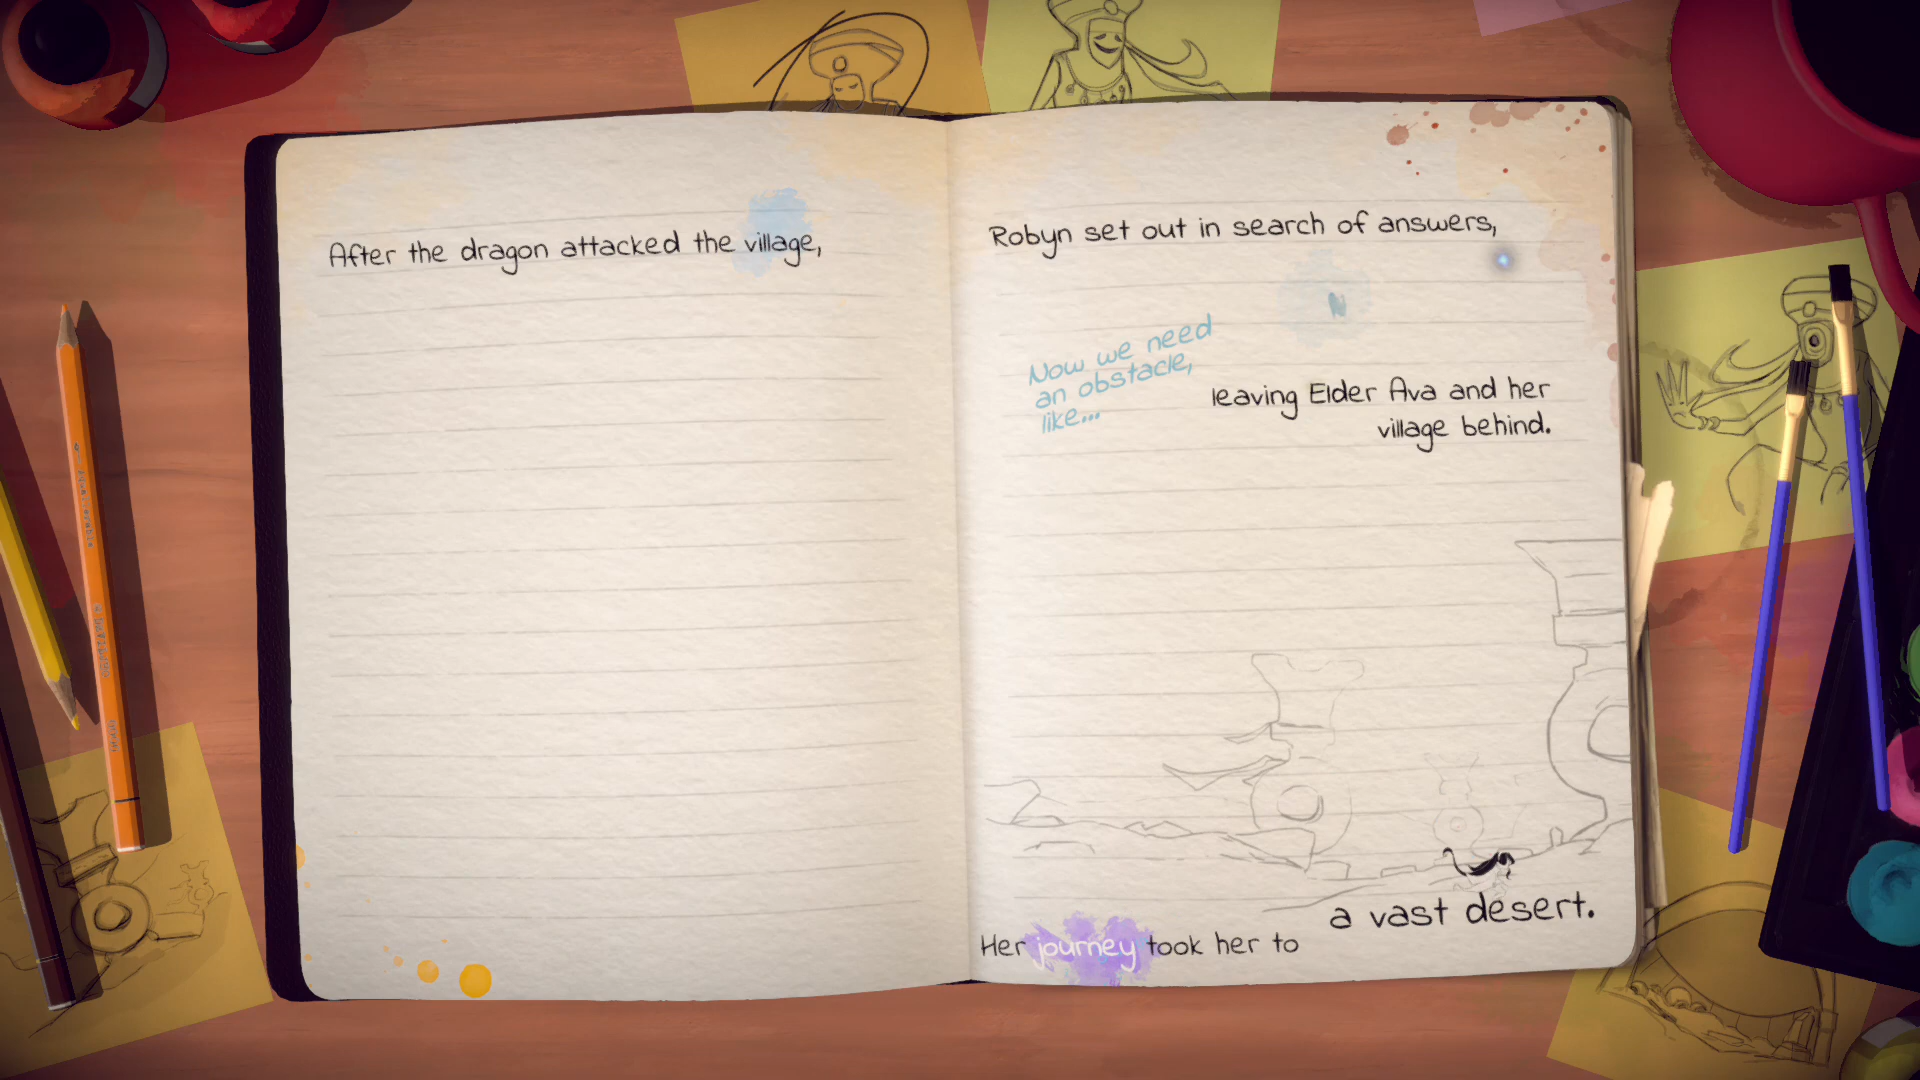 After the dragon attacked the village,
Robyn set out in search of answers,
Now we need
an obstacle,
like...
leaving Elder Ava and her
village behind.
a vast desert.
Her journey took her to